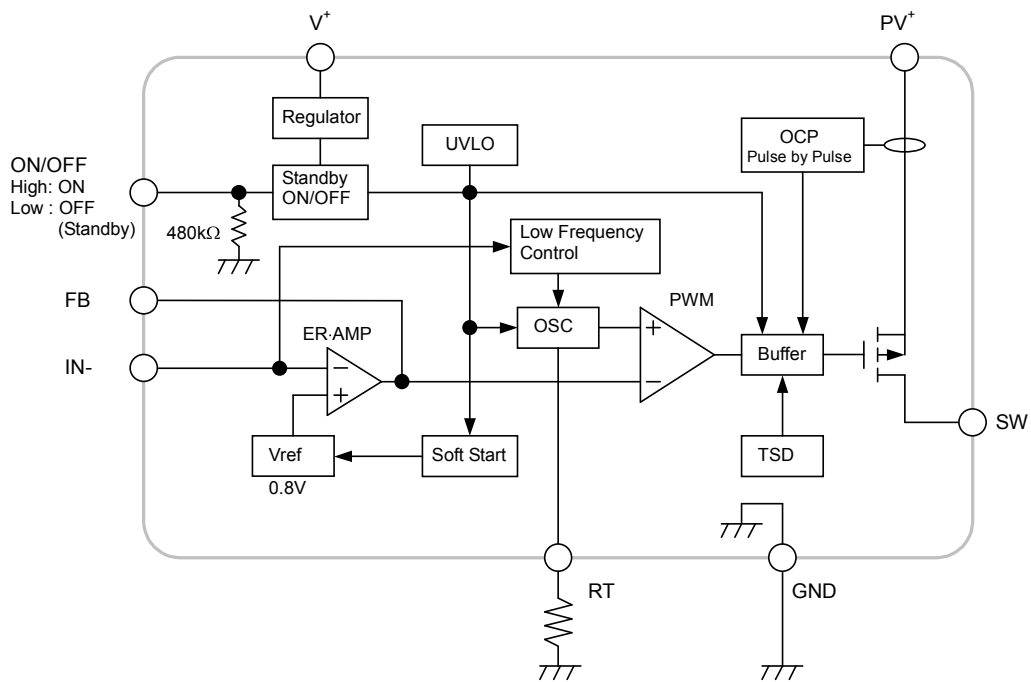 V⁺
PV⁺
Regulator
UVLO
OCP
Pulse by Pulse
ON/OFF
High: ON
Low : OFF
(Standby)
Standby
ON/OFF
480kΩ
Low Frequency
Control
FB
ER·AMP
OSC
PWM
Buffer
IN-
−
+
+
−
SW
Vref
0.8V
Soft Start
TSD
RT
GND